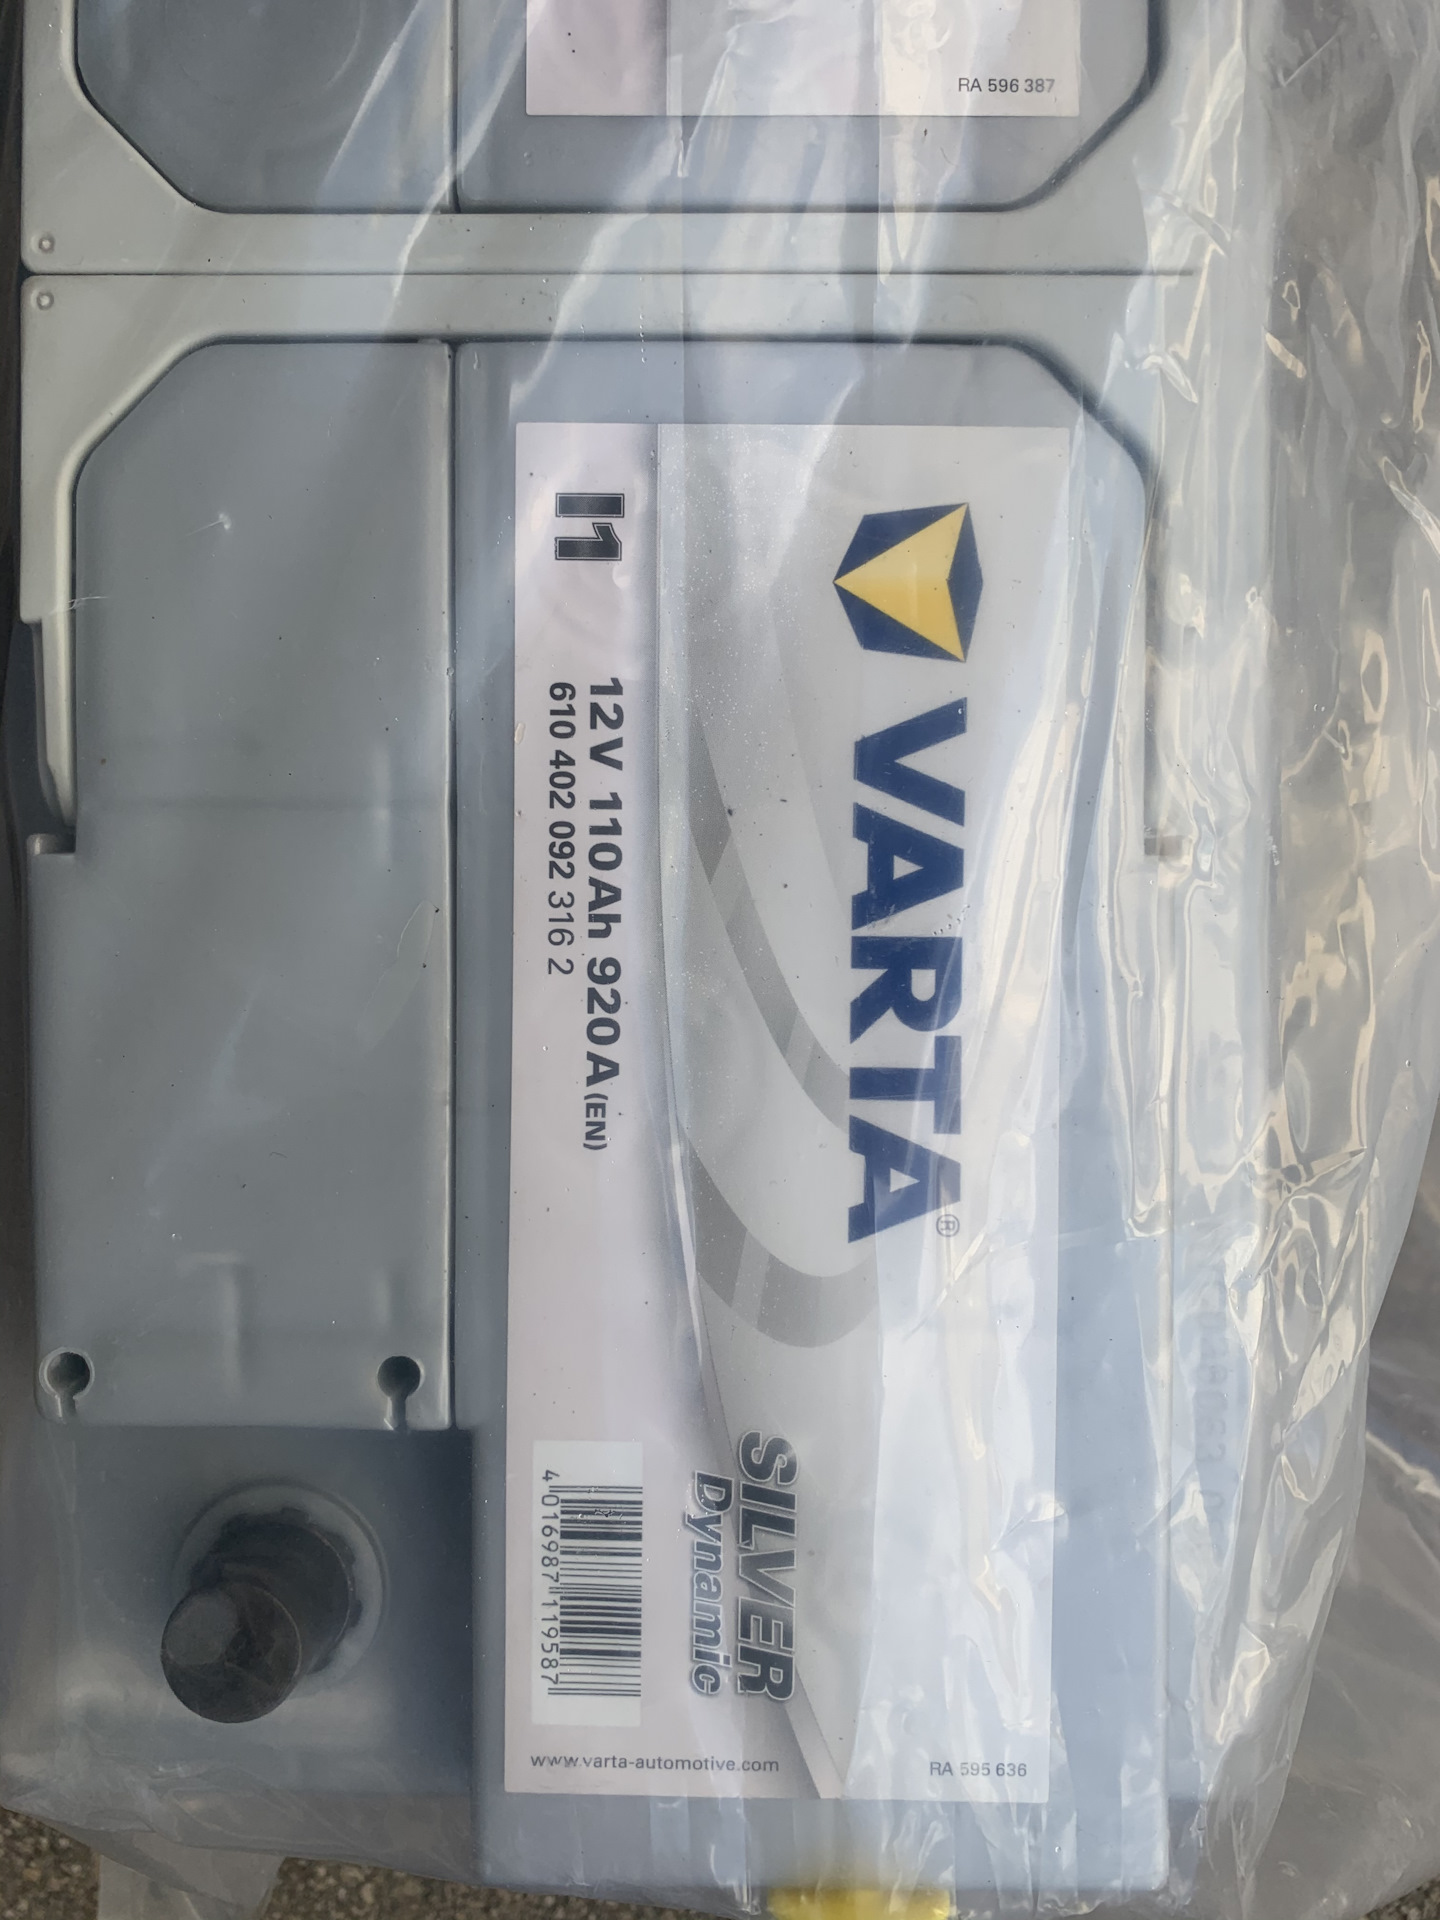 RA 596 387
VARTA®
SILVER
Dynamic
I1
12V 110Ah 920A (EN)
610 402 092 316 2
4 016987 119587
www.varta-automotive.com
RA 595 636